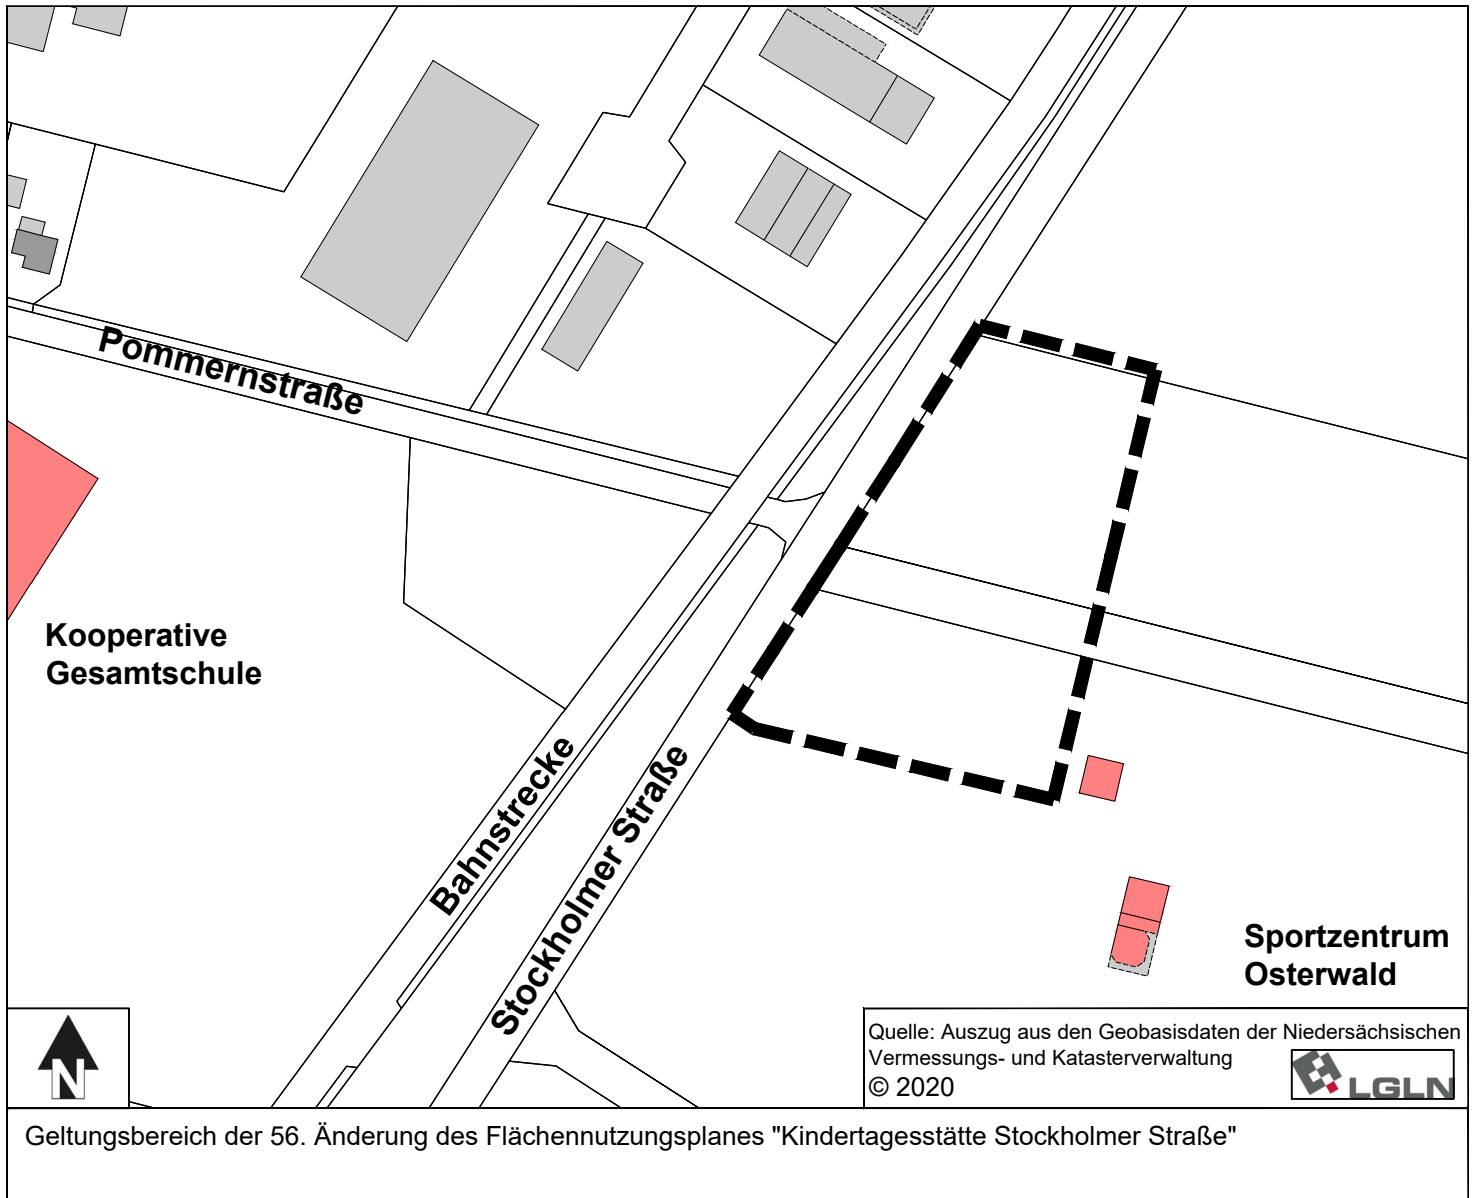 Pommernstraße
Kooperative
Gesamtschule
Bahnstrecke
Stockholmer Straße
Sportzentrum
Osterwald
N
Quelle: Auszug aus den Geobasisdaten der Niedersächsischen
Vermessungs- und Katasterverwaltung
© 2020
LGLN
Geltungsbereich der 56. Änderung des Flächennutzungsplanes "Kindertagesstätte Stockholmer Straße"